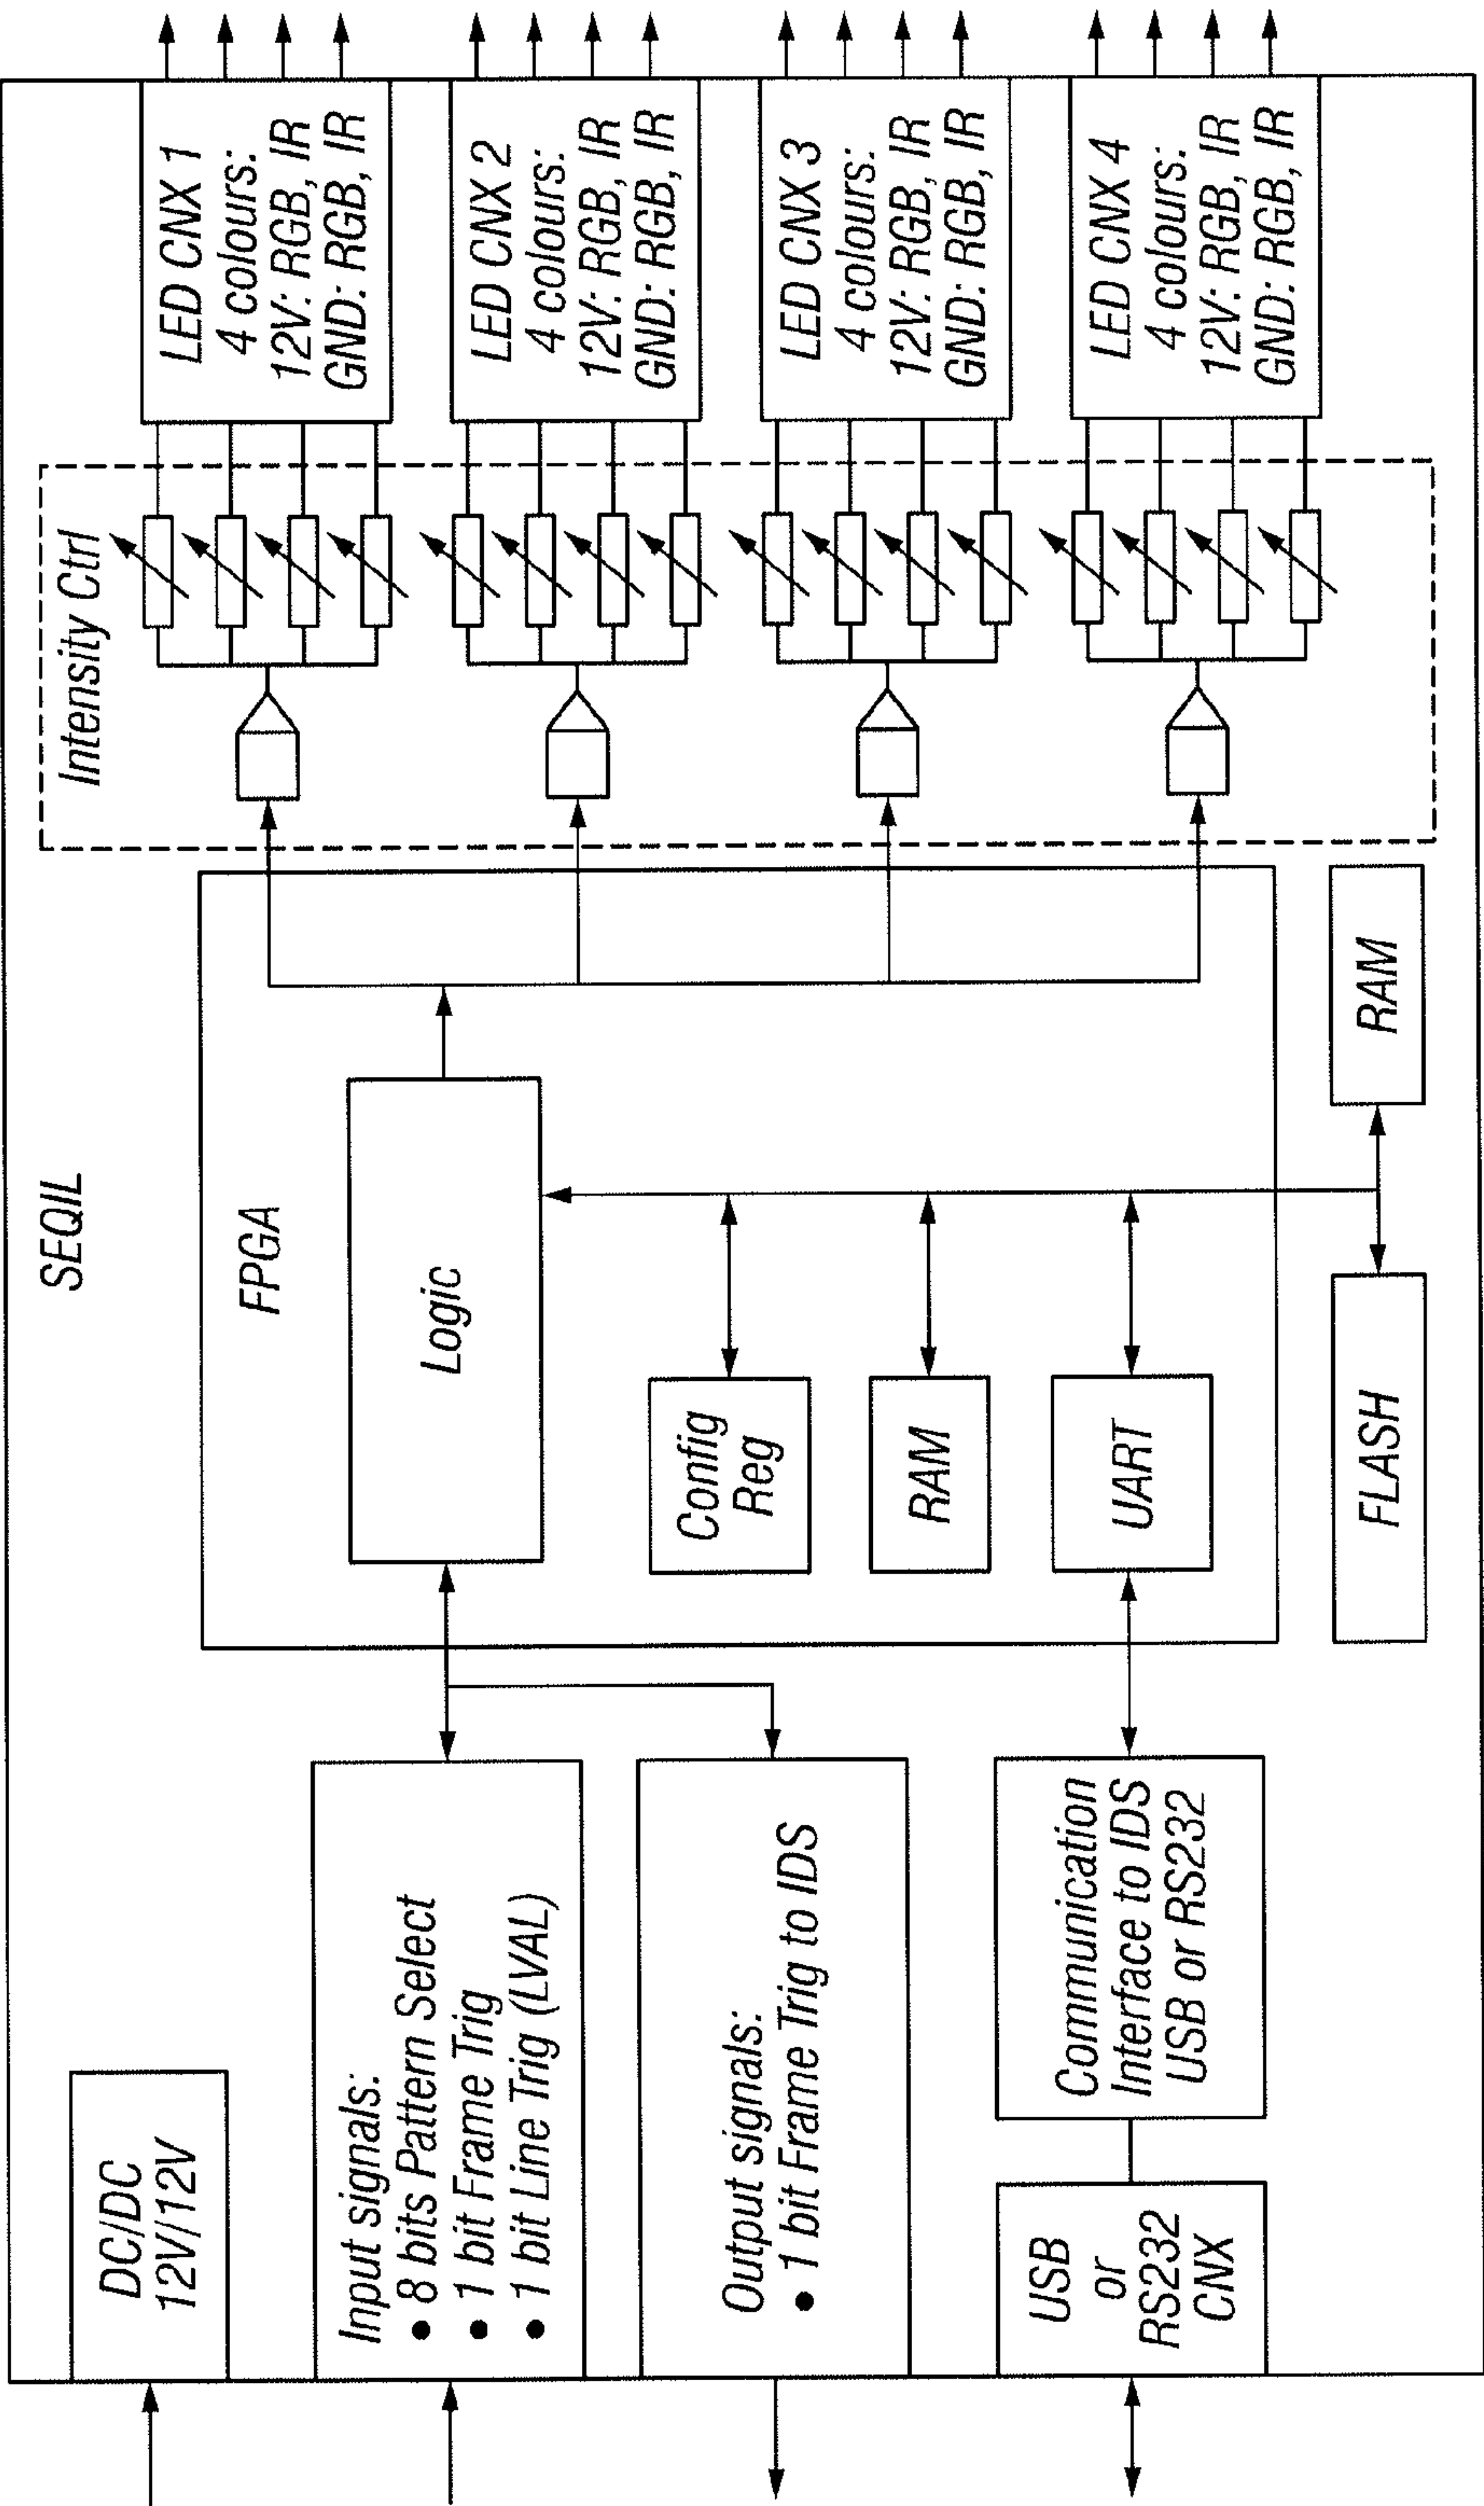 SEQIL
DC/DC
12V/12V
Input signals:
• 8 bits Pattern Select
• 1 bit Frame Trig
• 1 bit Line Trig (LVAL)
Output signals:
• 1 bit Frame Trig to IDS
USB
or
RS232
CNX
Communication
Interface to IDS
USB or RS232
FPGA
Logic
Config
Reg
RAM
UART
FLASH
RAM
Intensity Ctrl
LED CNX 1
4 colours:
12V: RGB, IR
GND: RGB, IR
LED CNX 2
4 colours:
12V: RGB, IR
GND: RGB, IR
LED CNX 3
4 colours:
12V: RGB, IR
GND: RGB, IR
LED CNX 4
4 colours:
12V: RGB, IR
GND: RGB, IR